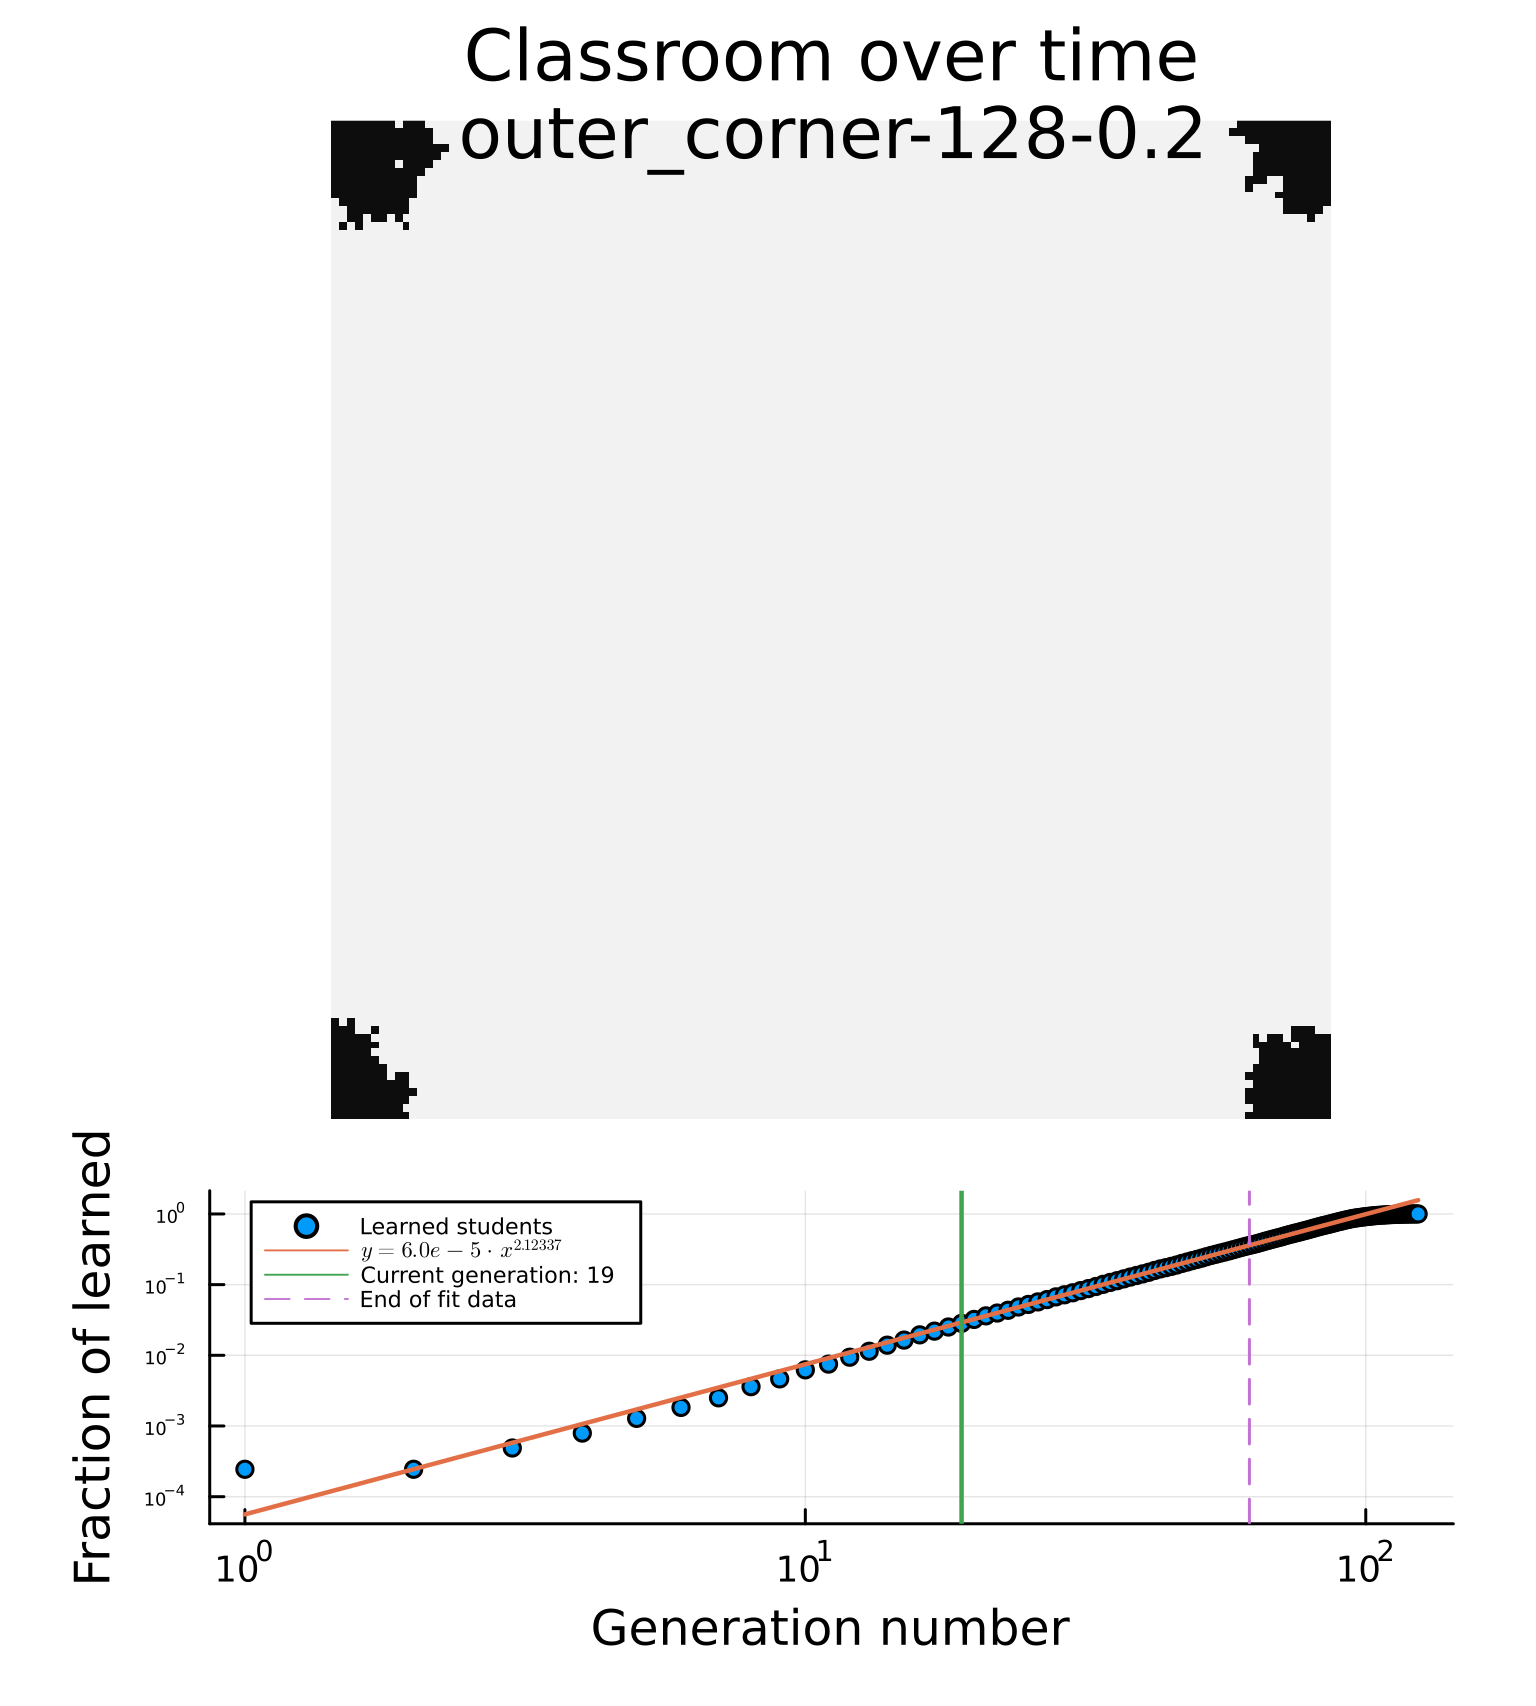 Classroom over time
outer_corner-128-0.2
Fraction of learned
10^0
10^-1
10^-2
10^-3
10^-4
Learned students
y = 6.0e − 5 · x^2.12337
Current generation: 19
End of fit data
10^0 10^1 10^2
Generation number